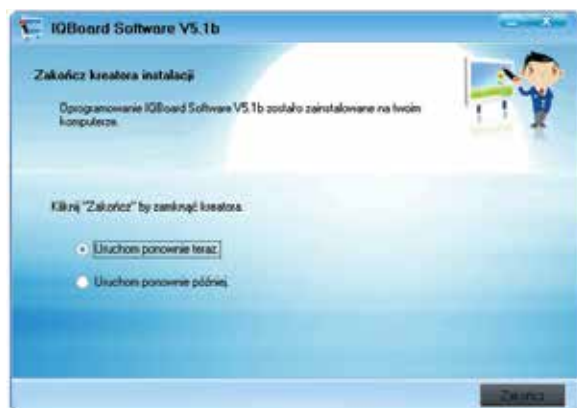 IQBoard Software V5.1b
Zakończ kreatora instalacji
Oprogramowanie IQBoard Software V5.1b zostało zainstalowane na twoim
komputerze.
Kliknij "Zakończ" by zamknąć kreatora.
Uruchom ponownie teraz.
Uruchom ponownie później.
Zakończ